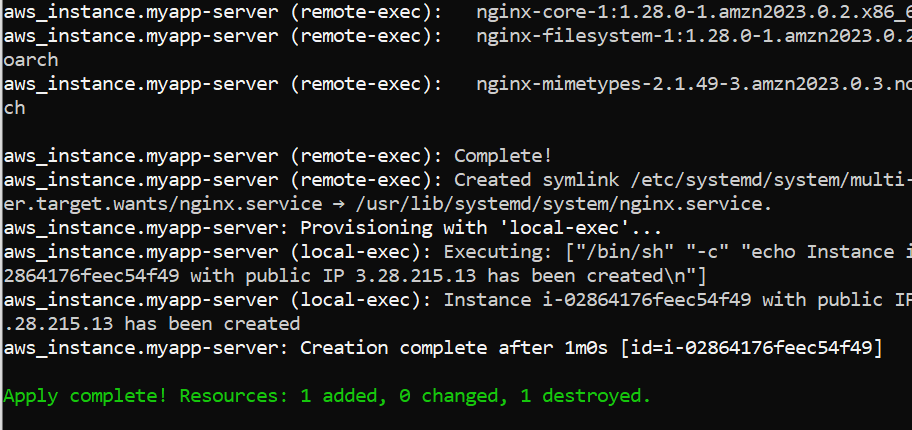 aws_instance.myapp-server (remote-exec):   nginx-core-1:1.28.0-1.amzn2023.0.2.x86_6
aws_instance.myapp-server (remote-exec):   nginx-filesystem-1:1.28.0-1.amzn2023.0.2
oarch
aws_instance.myapp-server (remote-exec):   nginx-mimetypes-2.1.49-3.amzn2023.0.3.no
ch
aws_instance.myapp-server (remote-exec): Complete!
aws_instance.myapp-server (remote-exec): Created symlink /etc/systemd/system/multi-
er.target.wants/nginx.service → /usr/lib/systemd/system/nginx.service.
aws_instance.myapp-server: Provisioning with 'local-exec'...
aws_instance.myapp-server (local-exec): Executing: ["/bin/sh" "-c" "echo Instance i
2864176feec54f49 with public IP 3.28.215.13 has been created\n"]
aws_instance.myapp-server (local-exec): Instance i-02864176feec54f49 with public IP
.28.215.13 has been created
aws_instance.myapp-server: Creation complete after 1m0s [id=i-02864176feec54f49]
Apply complete! Resources: 1 added, 0 changed, 1 destroyed.